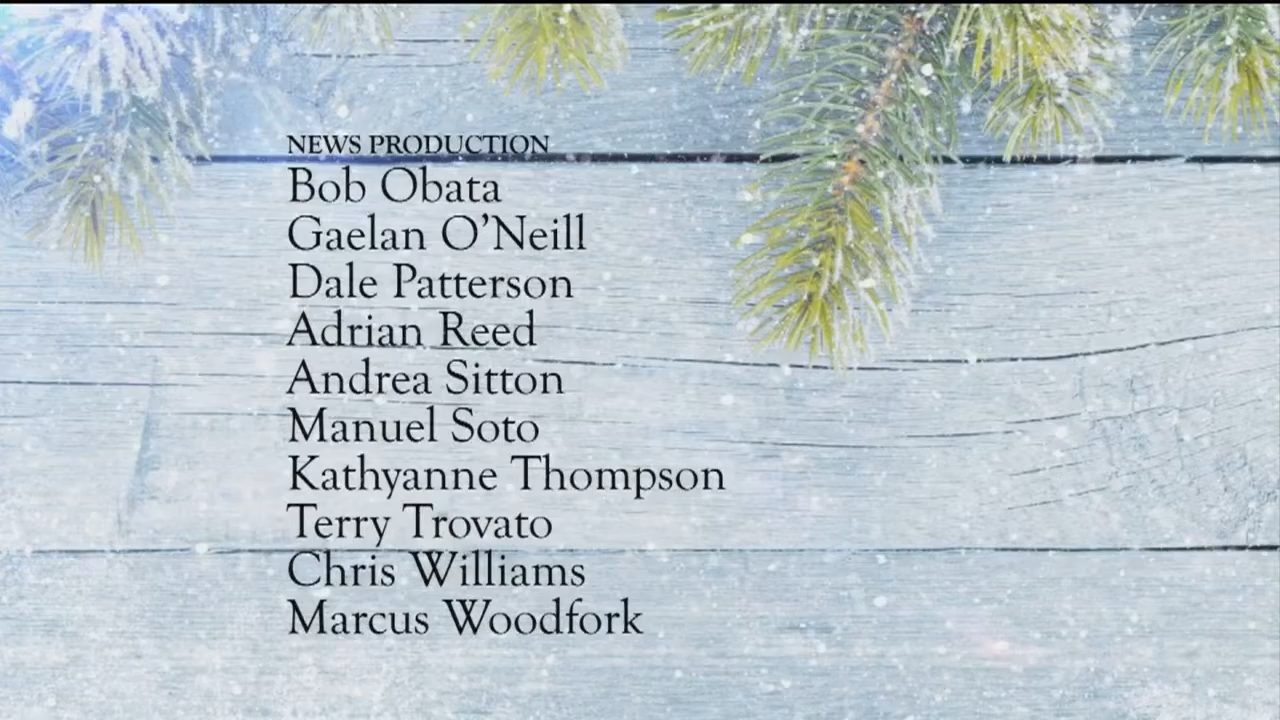 NEWS PRODUCTION
Bob Obata
Gaelan O’Neill
Dale Patterson
Adrian Reed
Andrea Sitton
Manuel Soto
Kathyanne Thompson
Terry Trovato
Chris Williams
Marcus Woodfork